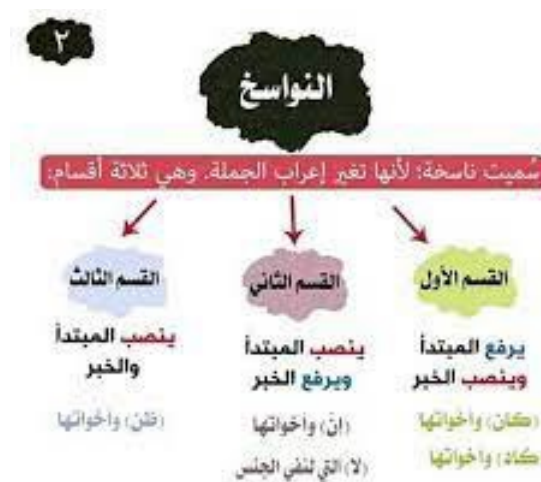 ٢
النواسخ
سُميت ناسخة؛ لأنها تغير إعراب الجملة. وهي ثلاثة أقسام:
القسم الأول
يرفع المبتدأ
وينصب الخبر
(كان) وأخواتها
كاد) وأخواتها
القسم الثاني
ينصب المبتدأ
ويرفع الخبر
(إن) وأخواتها
(لا) التي لنفي الجنس
القسم الثالث
ينصب المبتدأ
والخبر
(ظن) وأخواتها